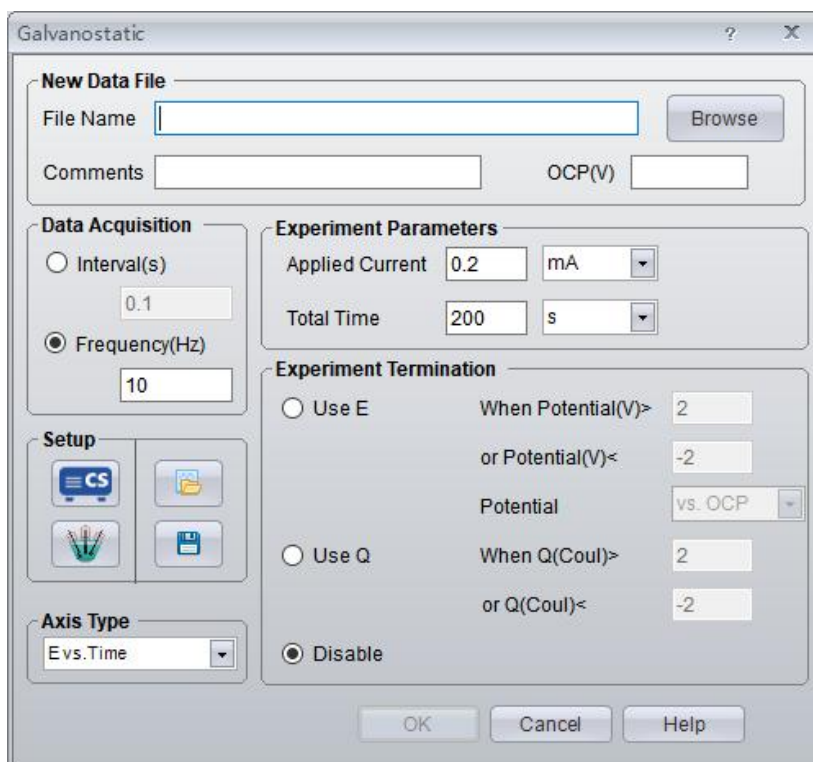 Galvanostatic ? X
New Data File
File Name Browse
Comments OCP(V)
Data Acquisition
Interval(s)
0.1
Frequency(Hz)
10
Experiment Parameters
Applied Current 0.2 mA
Total Time 200 s
Setup
CS
Experiment Termination
Use E When Potential(V)> 2
or Potential(V)< -2
Potential vs. OCP
Use Q When Q(Coul)> 2
or Q(Coul)< -2
Disable
Axis Type
E vs.Time
OK Cancel Help